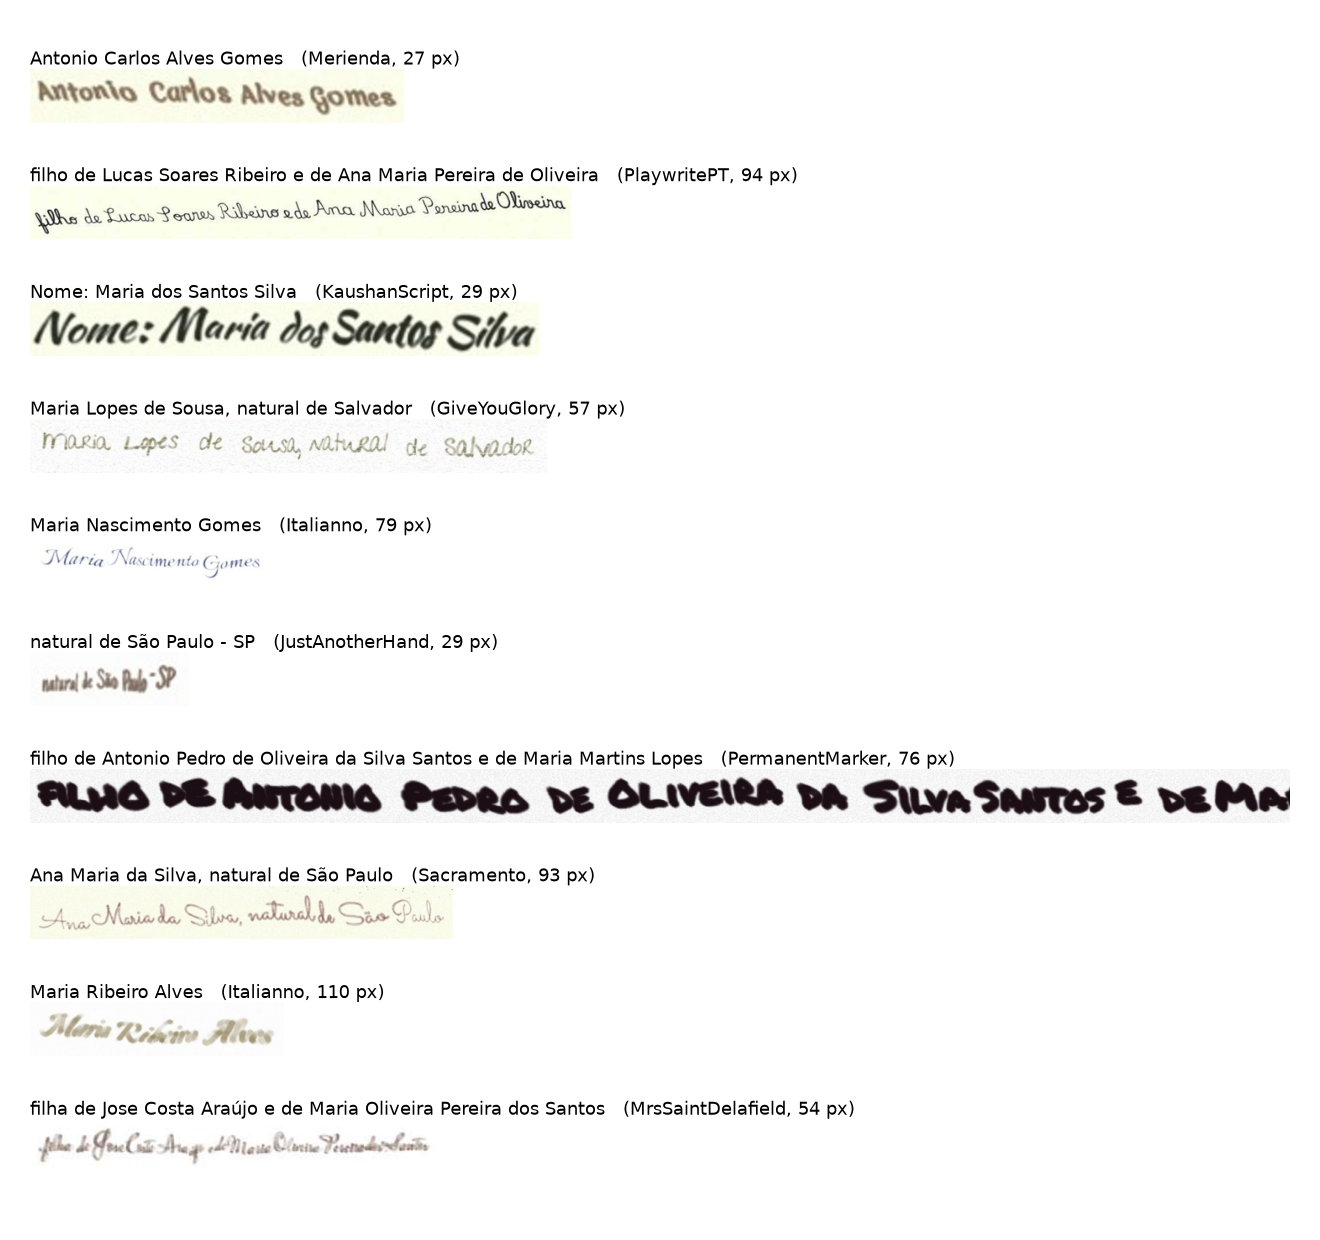 Antonio Carlos Alves Gomes (Merienda, 27 px)
Antonio Carlos Alves Gomes
filho de Lucas Soares Ribeiro e de Ana Maria Pereira de Oliveira (PlaywritePT, 94 px)
filho de Lucas Soares Ribeiro e de Ana Maria Pereira de Oliveira
Nome: Maria dos Santos Silva (KaushanScript, 29 px)
Nome: Maria dos Santos Silva
Maria Lopes de Sousa, natural de Salvador (GiveYouGlory, 57 px)
Maria Lopes de Sousa, natural de Salvador
Maria Nascimento Gomes (Italianno, 79 px)
Maria Nascimento Gomes
natural de São Paulo - SP (JustAnotherHand, 29 px)
natural de São Paulo - SP
filho de Antonio Pedro de Oliveira da Silva Santos e de Maria Martins Lopes (PermanentMarker, 76 px)
FILHO DE ANTONIO PEDRO DE OLIVEIRA DA SILVA SANTOS E DE MA
Ana Maria da Silva, natural de São Paulo (Sacramento, 93 px)
Ana Maria da Silva, natural de São Paulo
Maria Ribeiro Alves (Italianno, 110 px)
Maria Ribeiro Alves
filha de Jose Costa Araújo e de Maria Oliveira Pereira dos Santos (MrsSaintDelafield, 54 px)
filha de Jose Costa Araújo e de Maria Oliveira Pereira dos Santos